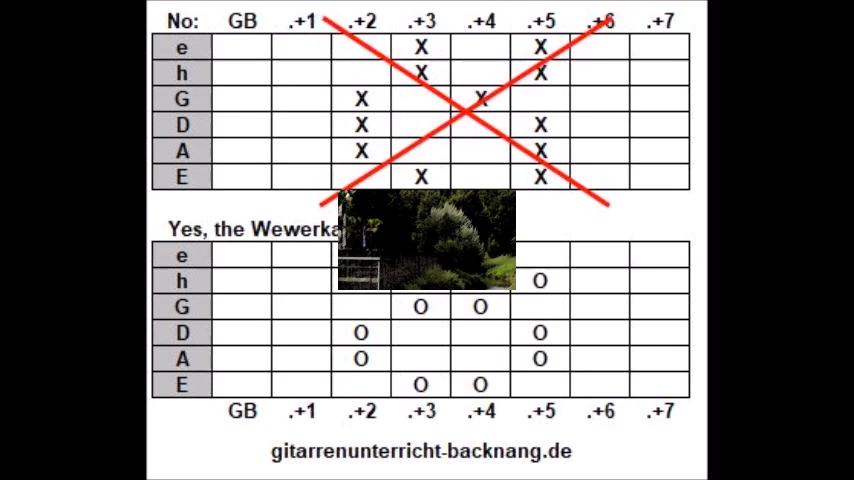 No: GB .+1 .+2 .+3 .+4 .+5 .+6 .+7
e X X
h X X
G X X
D X X
A X X
E X X
Yes, the Wewerka
e
h O
G O O
D O O
A O O
E O O
GB .+1 .+2 .+3 .+4 .+5 .+6 .+7
gitarrenunterricht-backnang.de